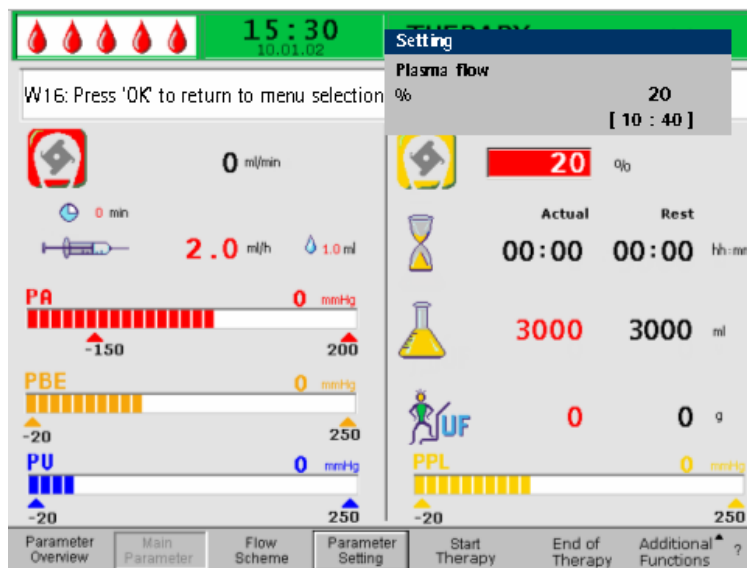 15:30
10.01.02
Setting
Plasma flow
% 20
[ 10 : 40 ]
W16: Press 'OK' to return to menu selection
0 ml/min
20 %
0 min
Actual Rest
2.0 ml/h 1.0 ml
00:00 00:00 hh:mm
PA 0 mmHg
-150 200
3000 3000 ml
PBE 0 mmHg
-20 250
UF 0 0 g
PV 0 mmHg
-20 250
PPL 0 mmHg
-20 250
Parameter Overview
Main Parameter
Flow Scheme
Parameter Setting
Start Therapy
End of Therapy
Additional Functions
?